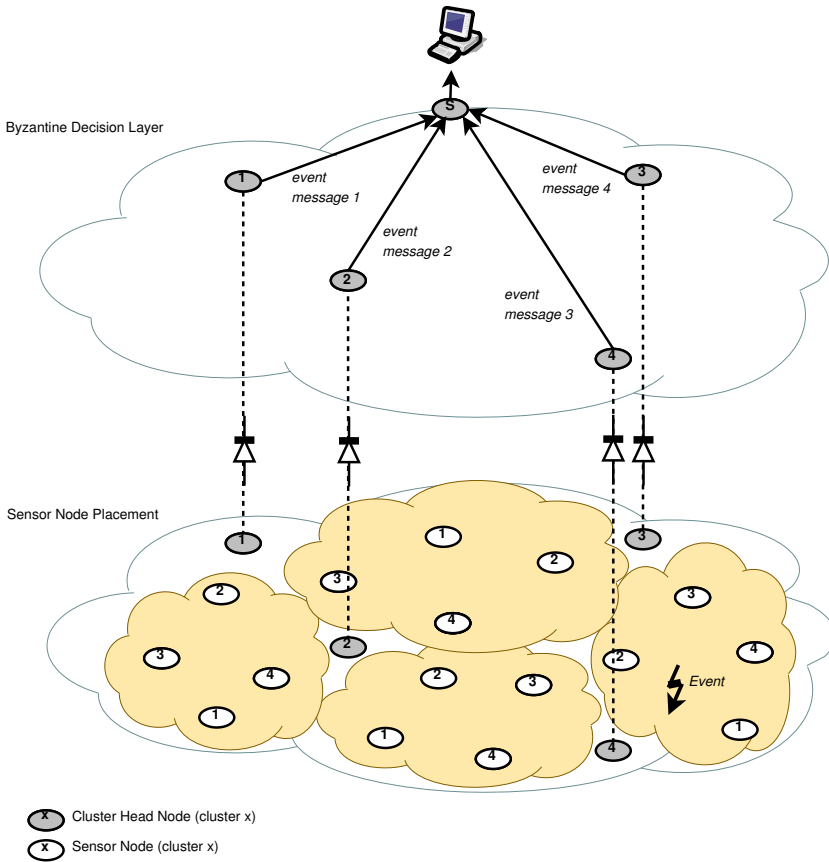 S
Byzantine Decision Layer
1
event
message 1
event
message 4
3
event
message 2
2
event
message 3
4
Sensor Node Placement
1
1
3
2
3
2
3
4
2
3
2
4
1
2
3
1
4
2
3
4
Event
1
4
x Cluster Head Node (cluster x)
x Sensor Node (cluster x)